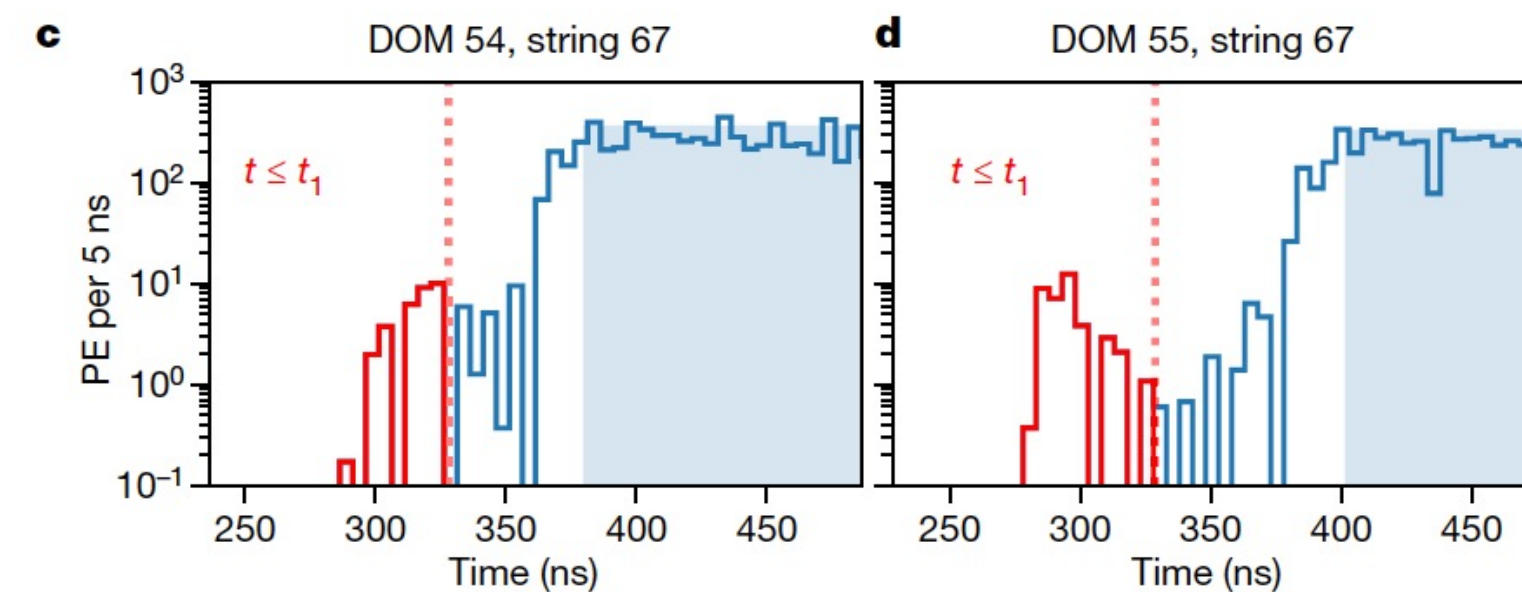 c
DOM 54, string 67
PE per 5 ns
10³
10²
10¹
10⁰
10⁻¹
t ≤ t₁
250 300 350 400 450
Time (ns)
d
DOM 55, string 67
t ≤ t₁
250 300 350 400 450
Time (ns)